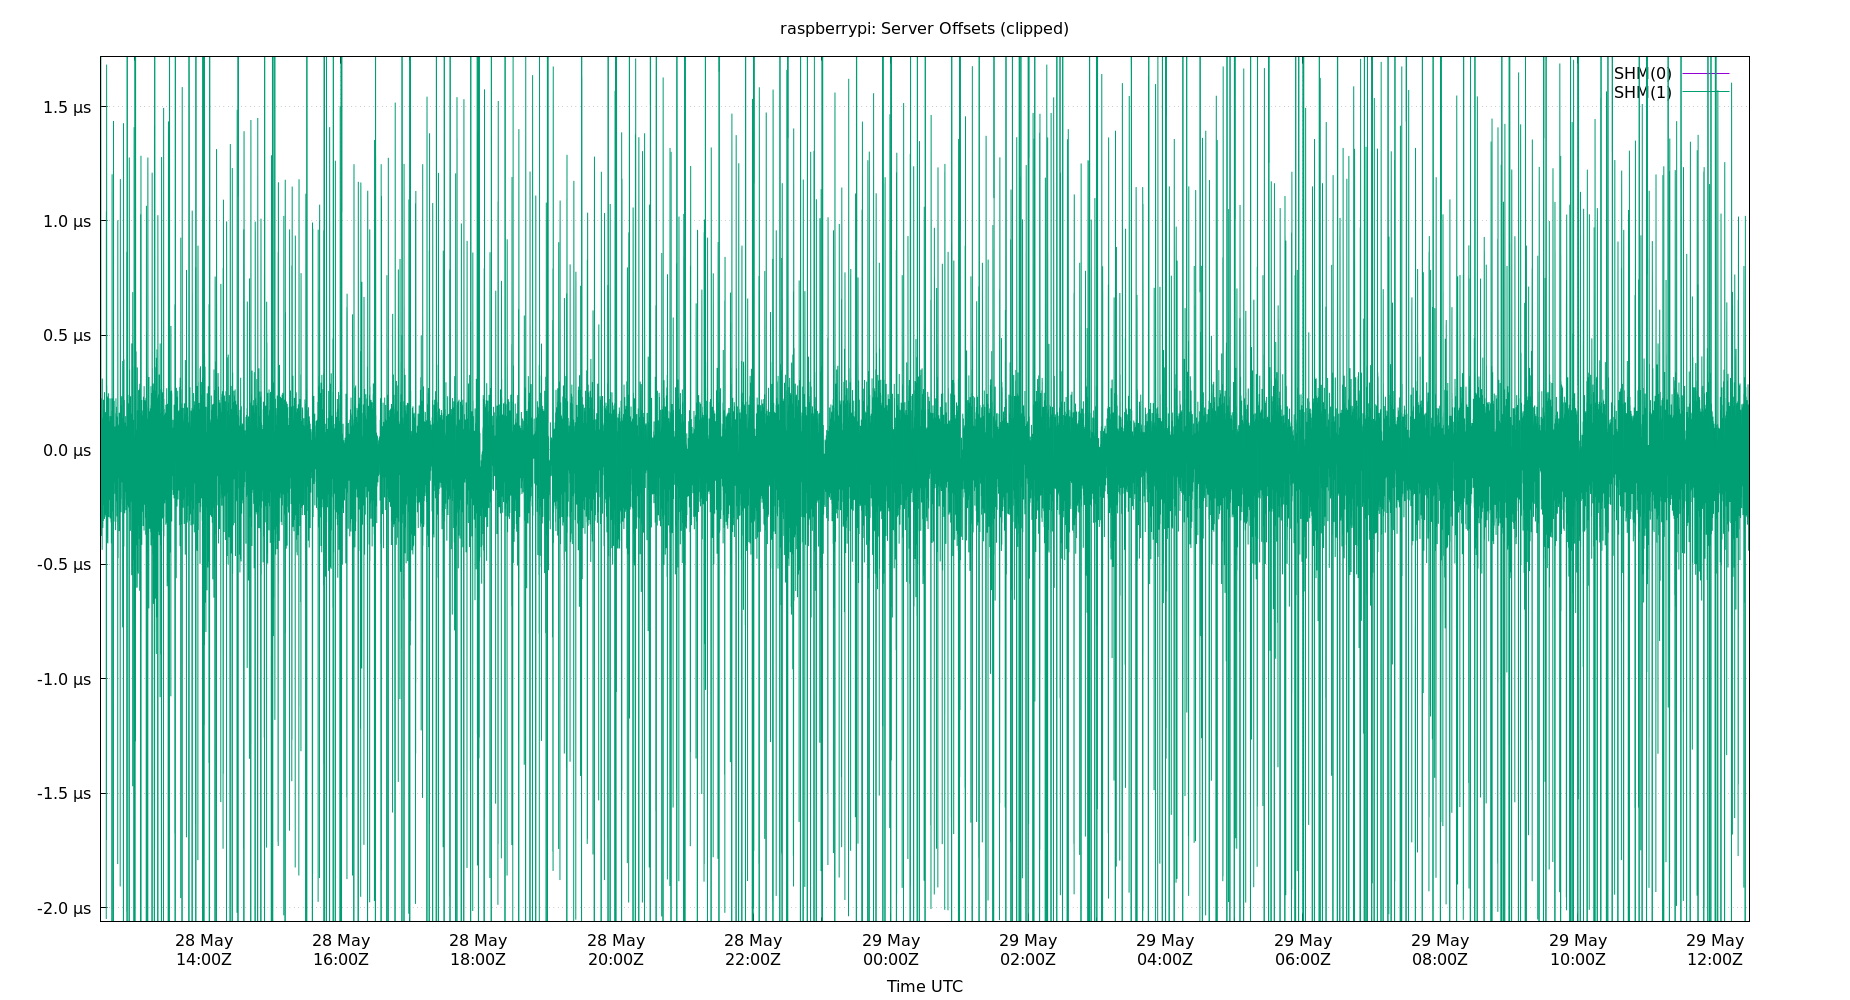 raspberrypi: Server Offsets (clipped)
SHM(0)
SHM(1)
1.5 µs
1.0 µs
0.5 µs
0.0 µs
-0.5 µs
-1.0 µs
-1.5 µs
-2.0 µs
28 May 28 May 28 May 28 May 28 May 29 May 29 May 29 May 29 May 29 May 29 May 29 May
14:00Z 16:00Z 18:00Z 20:00Z 22:00Z 00:00Z 02:00Z 04:00Z 06:00Z 08:00Z 10:00Z 12:00Z
Time UTC